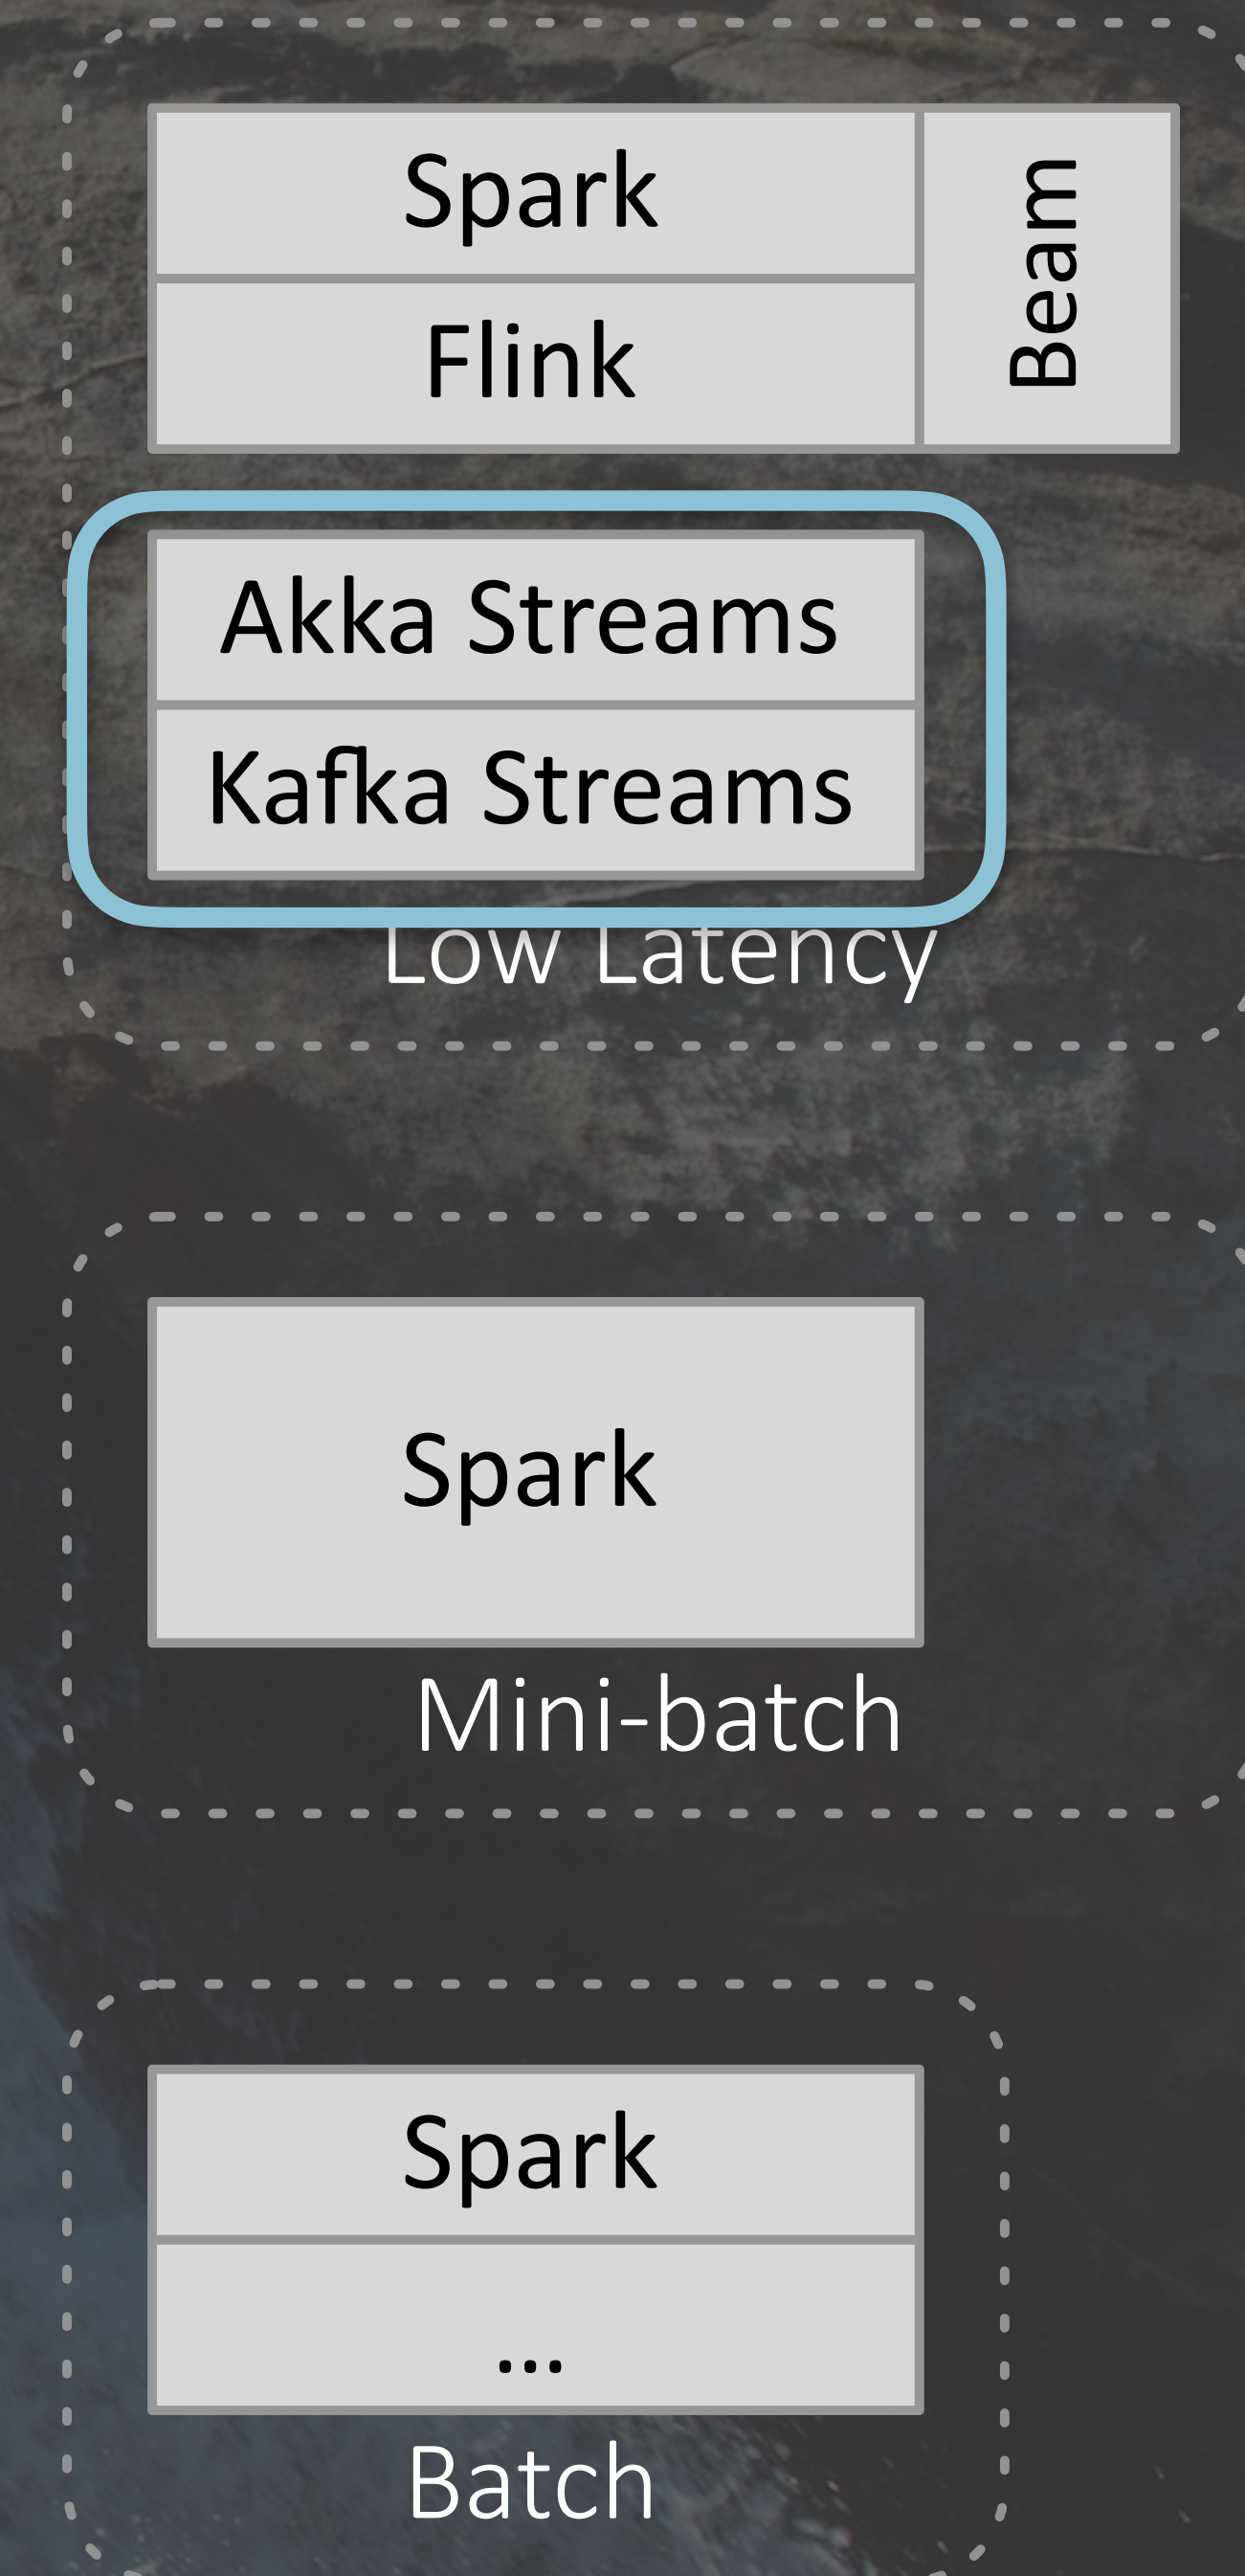 Spark
Beam
Flink
Akka Streams
Kafka Streams
Low Latency
Spark
Mini-batch
Spark
...
Batch